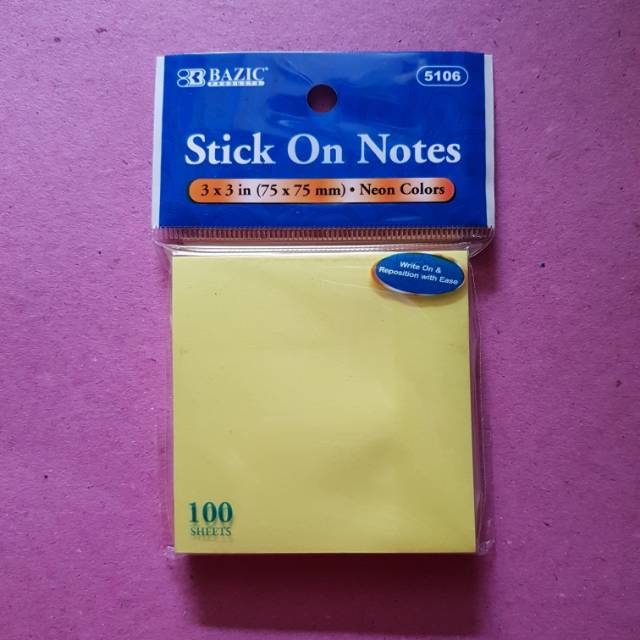 BAZIC
PRODUCTS
5106
Stick On Notes
3 x 3 in (75 x 75 mm) • Neon Colors
Write On &
Reposition with Ease
100
SHEETS